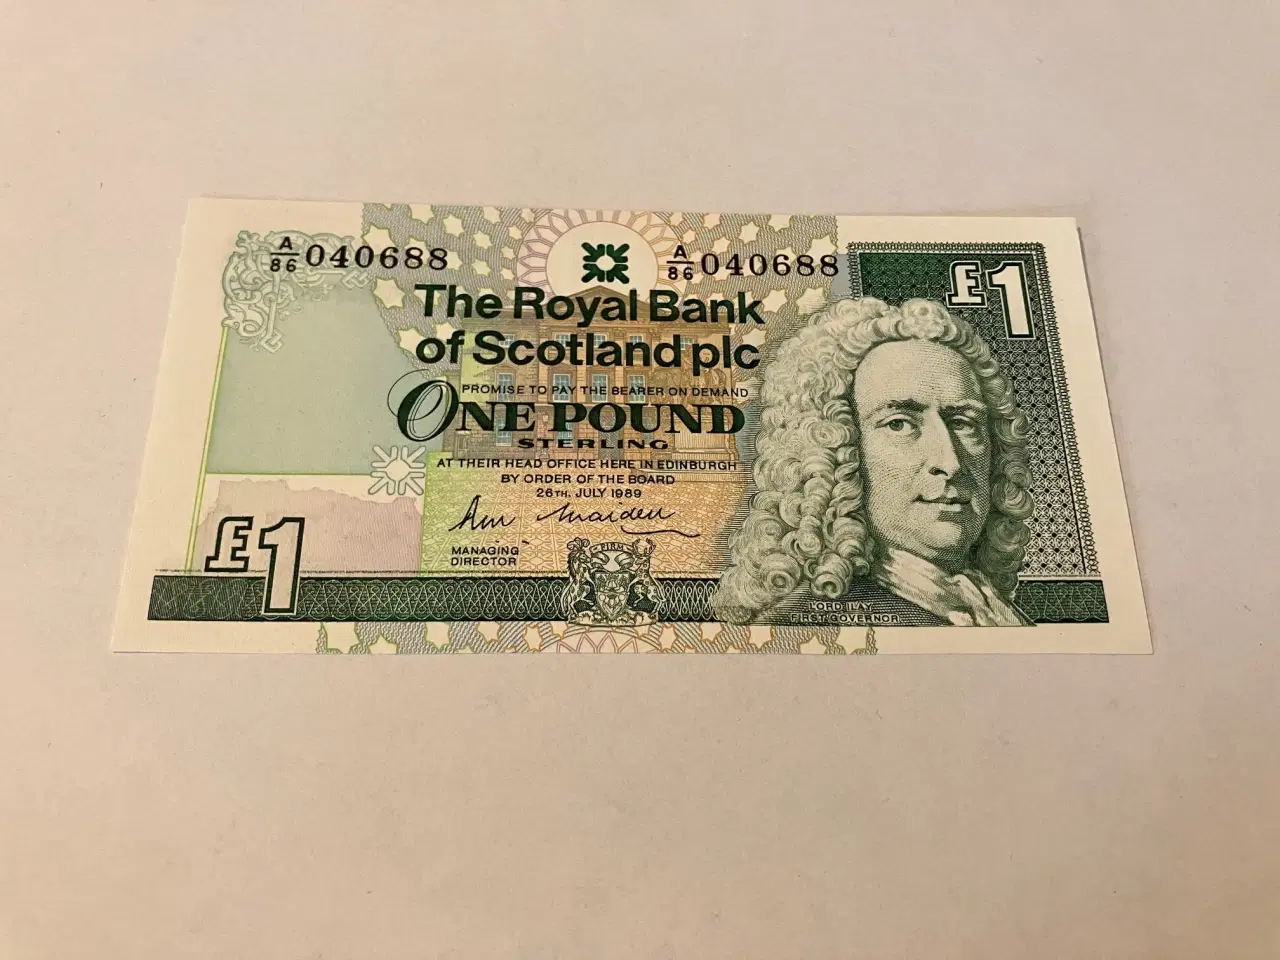 A/86 040688 A/86 040688
£1
The Royal Bank
of Scotland plc
PROMISE TO PAY THE BEARER ON DEMAND
ONE POUND
STERLING
AT THEIR HEAD OFFICE HERE IN EDINBURGH
BY ORDER OF THE BOARD
26TH. JULY 1989
MANAGING
DIRECTOR
£1
FIRM
LORD ILAY
FIRST GOVERNOR